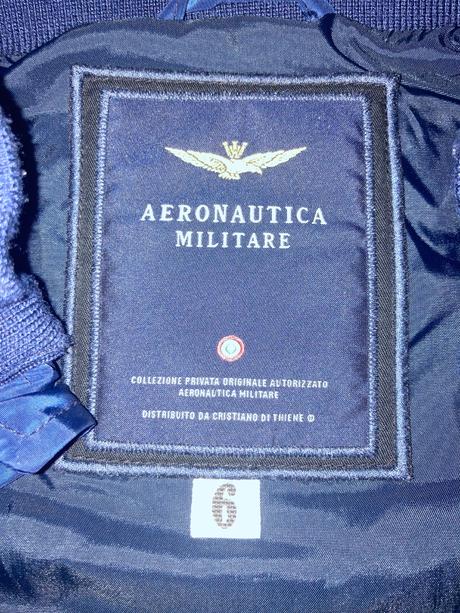 AERONAUTICA
MILITARE
COLLEZIONE PRIVATA ORIGINALE AUTORIZZATO
AERONAUTICA MILITARE
DISTRIBUITO DA CRISTIANO DI THIENE ®
6